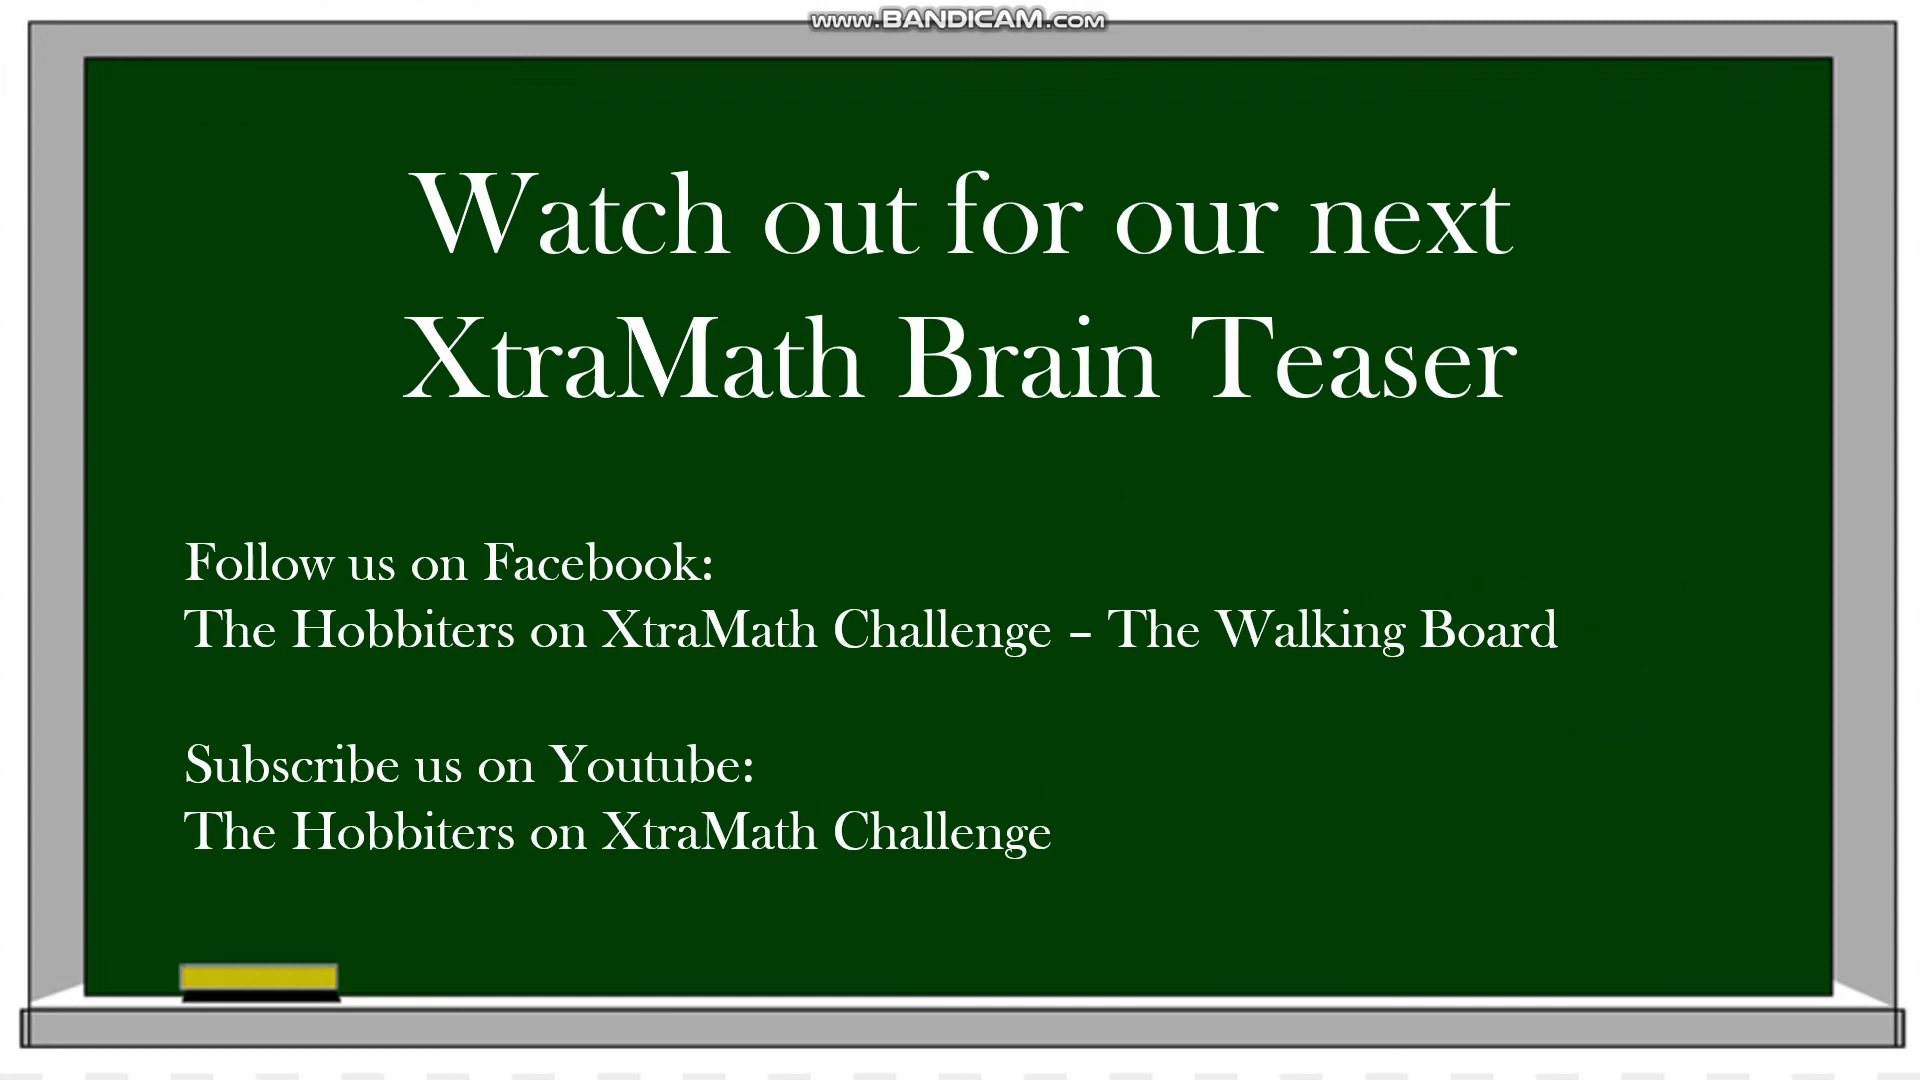 www.BANDICAM.com
Watch out for our next
XtraMath Brain Teaser
Follow us on Facebook:
The Hobbiters on XtraMath Challenge – The Walking Board
Subscribe us on Youtube:
The Hobbiters on XtraMath Challenge